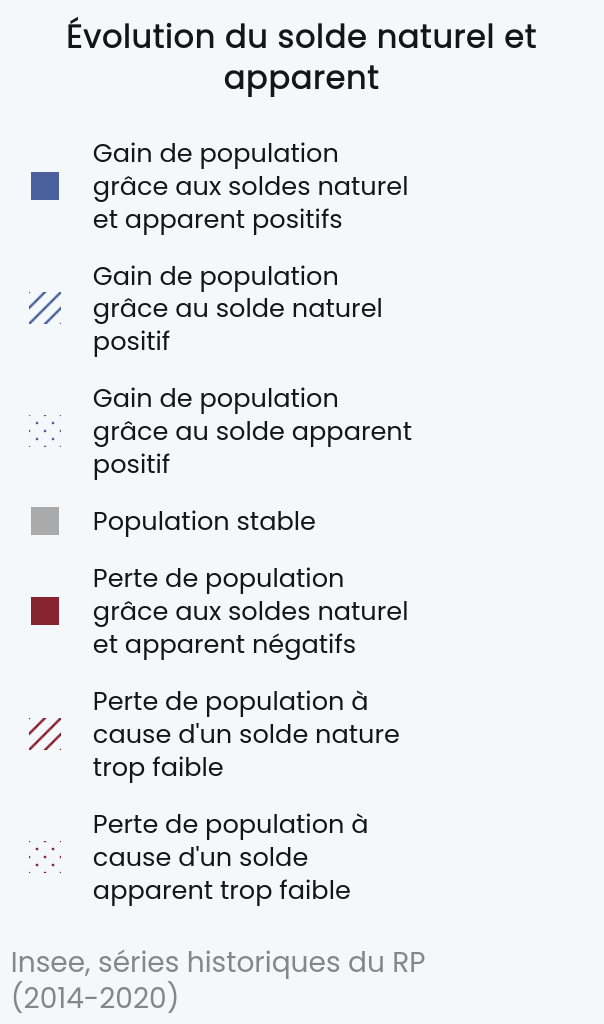 Évolution du solde naturel et
apparent
Gain de population
grâce aux soldes naturel
et apparent positifs
Gain de population
grâce au solde naturel
positif
Gain de population
grâce au solde apparent
positif
Population stable
Perte de population
grâce aux soldes naturel
et apparent négatifs
Perte de population à
cause d'un solde nature
trop faible
Perte de population à
cause d'un solde
apparent trop faible
Insee, séries historiques du RP
(2014-2020)